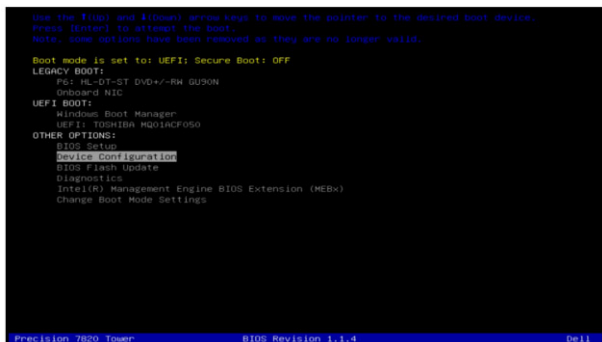 Use the ↑(Up) and ↓(Down) arrow keys to move the pointer to the desired boot device.
Press [Enter] to attempt the boot.
Note, some options have been removed as they are no longer valid.
Boot mode is set to: UEFI; Secure Boot: OFF
LEGACY BOOT:
P6: HL-DT-ST DVD+/-RW GU90N
Onboard NIC
UEFI BOOT:
Windows Boot Manager
UEFI: TOSHIBA MQ01ACF050
OTHER OPTIONS:
BIOS Setup
Device Configuration
BIOS Flash Update
Diagnostics
Intel(R) Management Engine BIOS Extension (MEBx)
Change Boot Mode Settings
Precision 7820 Tower BIOS Revision 1.1.4 Dell